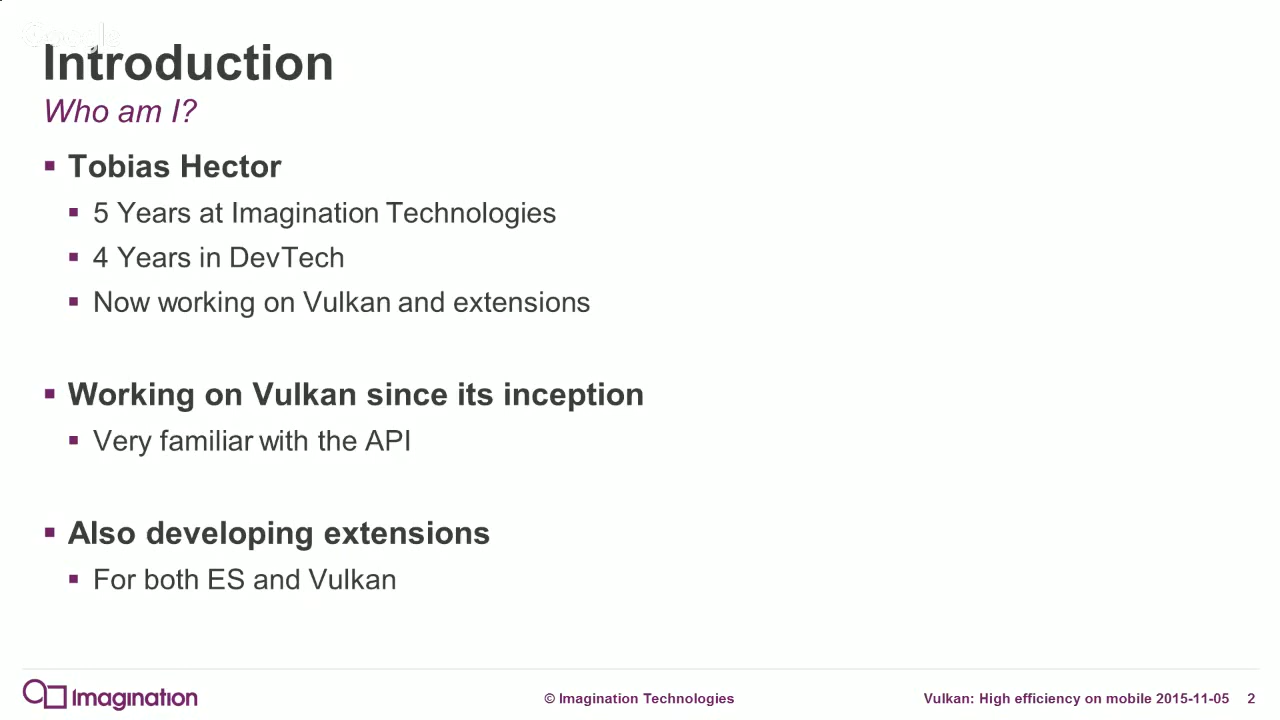 Google
Introduction
Who am I?
▪ Tobias Hector
▪ 5 Years at Imagination Technologies
▪ 4 Years in DevTech
▪ Now working on Vulkan and extensions
▪ Working on Vulkan since its inception
▪ Very familiar with the API
▪ Also developing extensions
▪ For both ES and Vulkan
Imagination
© Imagination Technologies
Vulkan: High efficiency on mobile 2015-11-05 2